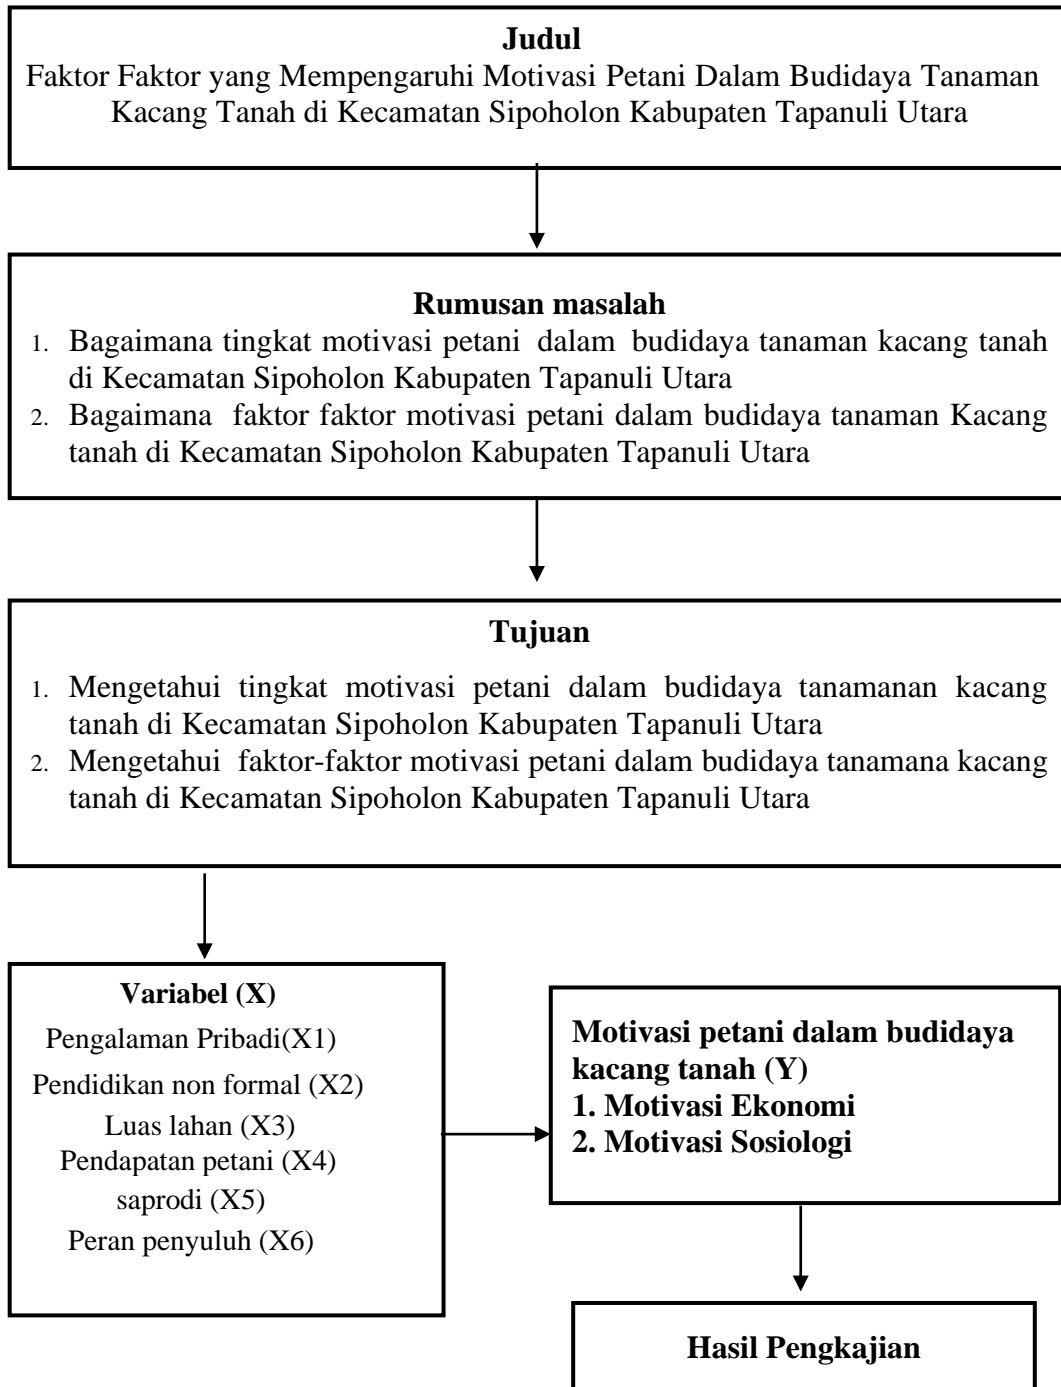 Judul
Faktor Faktor yang Mempengaruhi Motivasi Petani Dalam Budidaya Tanaman
Kacang Tanah di Kecamatan Sipoholon Kabupaten Tapanuli Utara
Rumusan masalah
1. Bagaimana tingkat motivasi petani dalam budidaya tanaman kacang tanah
di Kecamatan Sipoholon Kabupaten Tapanuli Utara
2. Bagaimana faktor faktor motivasi petani dalam budidaya tanaman Kacang
tanah di Kecamatan Sipoholon Kabupaten Tapanuli Utara
Tujuan
1. Mengetahui tingkat motivasi petani dalam budidaya tanamanan kacang
tanah di Kecamatan Sipoholon Kabupaten Tapanuli Utara
2. Mengetahui faktor-faktor motivasi petani dalam budidaya tanamana kacang
tanah di Kecamatan Sipoholon Kabupaten Tapanuli Utara
Variabel (X)
Pengalaman Pribadi(X1)
Pendidikan non formal (X2)
Luas lahan (X3)
Pendapatan petani (X4)
saprodi (X5)
Peran penyuluh (X6)
Motivasi petani dalam budidaya
kacang tanah (Y)
1. Motivasi Ekonomi
2. Motivasi Sosiologi
Hasil Pengkajian